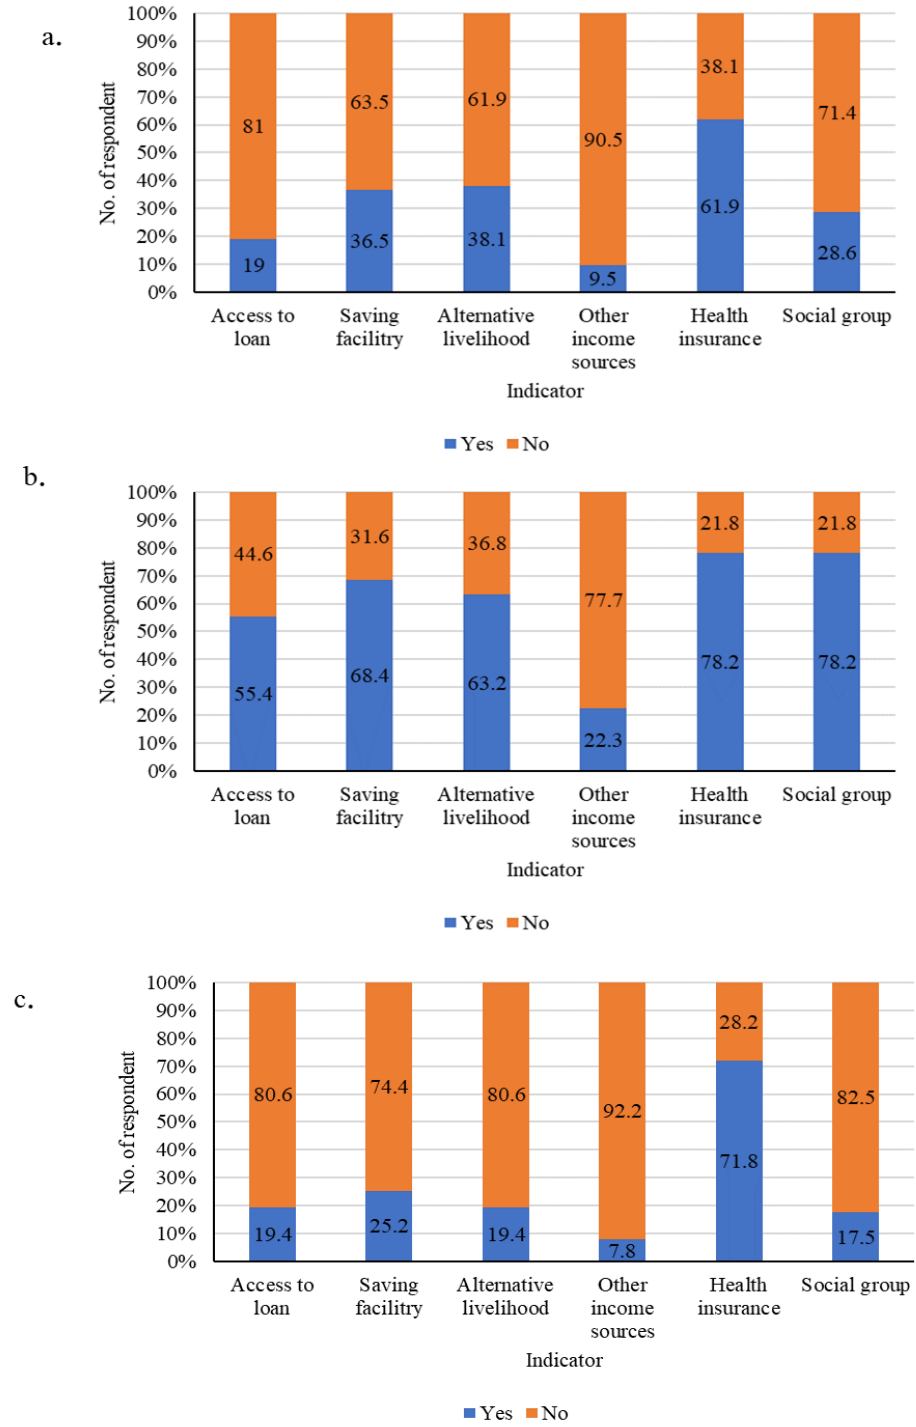 a.
100%
90%
80%
70%
60%
50%
40%
30%
20%
10%
0%
No. of respondent
81 63.5 61.9 90.5 38.1 71.4
19 36.5 38.1 9.5 61.9 28.6
Access to Saving Alternative Other Health Social group
loan facilitry livelihood income insurance
sources
Indicator
Yes No
b.
100%
90%
80%
70%
60%
50%
40%
30%
20%
10%
0%
No. of respondent
44.6 31.6 36.8 77.7 21.8 21.8
55.4 68.4 63.2 22.3 78.2 78.2
Access to Saving Alternative Other Health Social group
loan facilitry livelihood income insurance
sources
Indicator
Yes No
c.
100%
90%
80%
70%
60%
50%
40%
30%
20%
10%
0%
No. of respondent
80.6 74.4 80.6 92.2 28.2 82.5
19.4 25.2 19.4 7.8 71.8 17.5
Access to Saving Alternative Other Health Social group
loan facilitry livelihood income insurance
sources
Indicator
Yes No